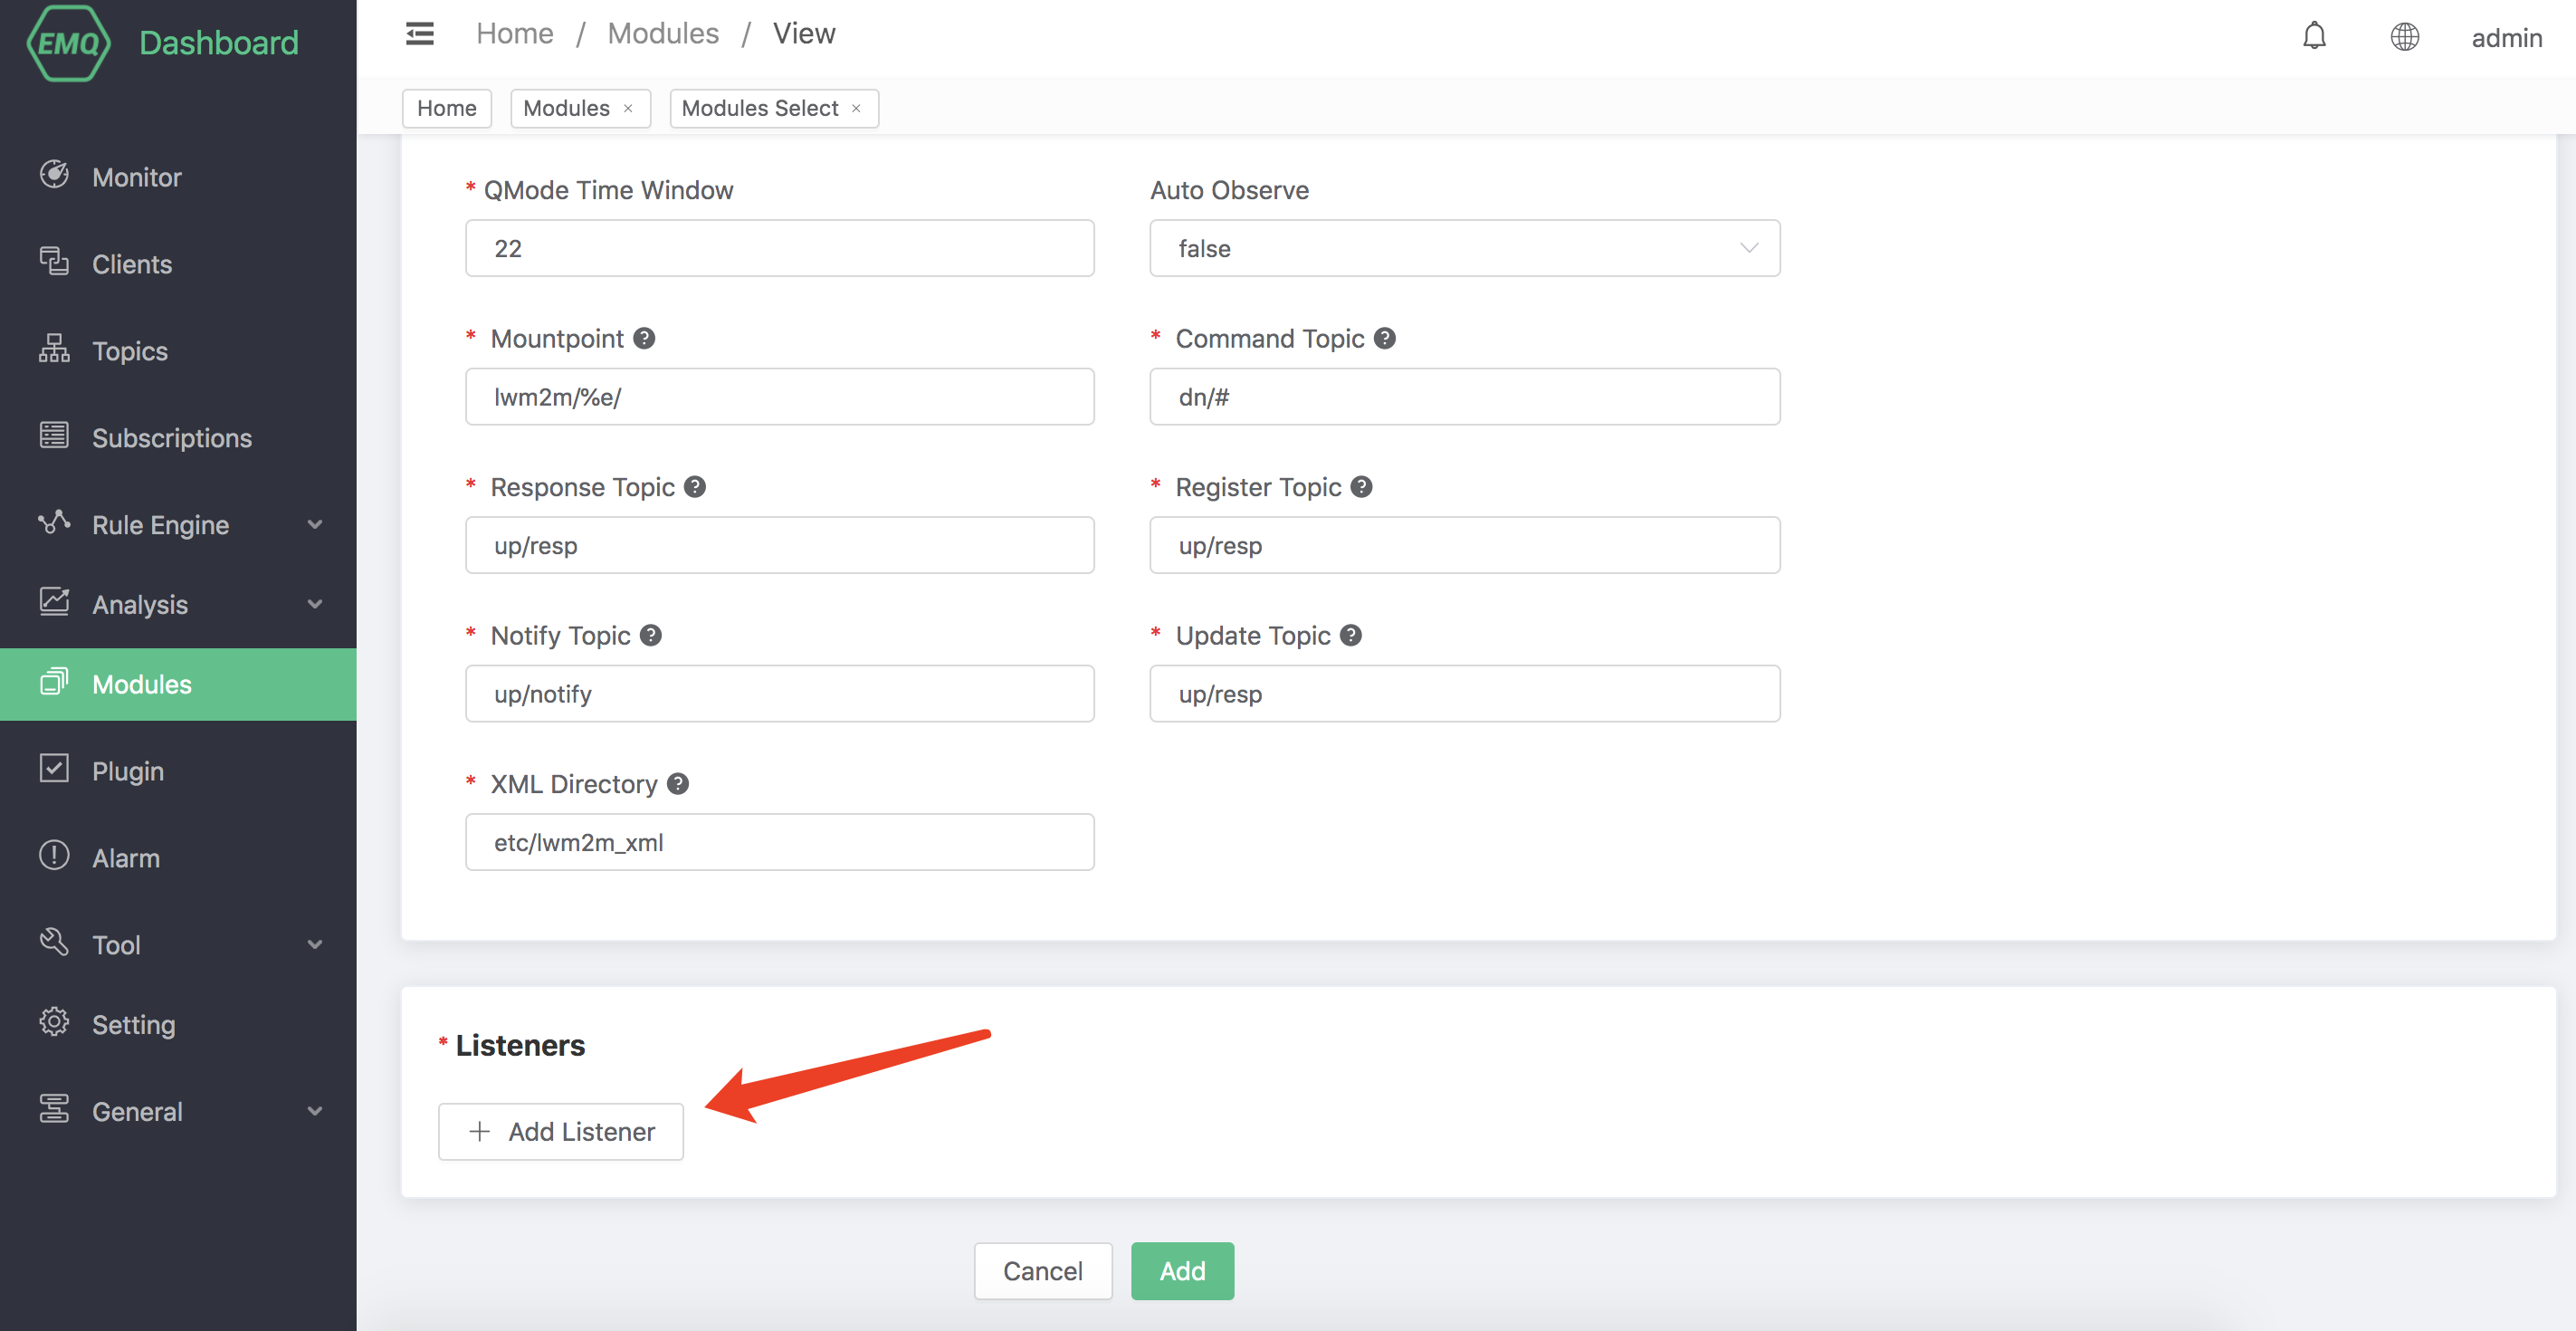 EMQ Dashboard
Home / Modules / View
admin
Home
Modules ×
Modules Select ×
Monitor
Clients
Topics
Subscriptions
Rule Engine
Analysis
Modules
Plugin
Alarm
Tool
Setting
General
* QMode Time Window
22
Auto Observe
false
* Mountpoint ?
lwm2m/%e/
* Command Topic ?
dn/#
* Response Topic ?
up/resp
* Register Topic ?
up/resp
* Notify Topic ?
up/notify
* Update Topic ?
up/resp
* XML Directory ?
etc/lwm2m_xml
* Listeners
+ Add Listener
Cancel
Add